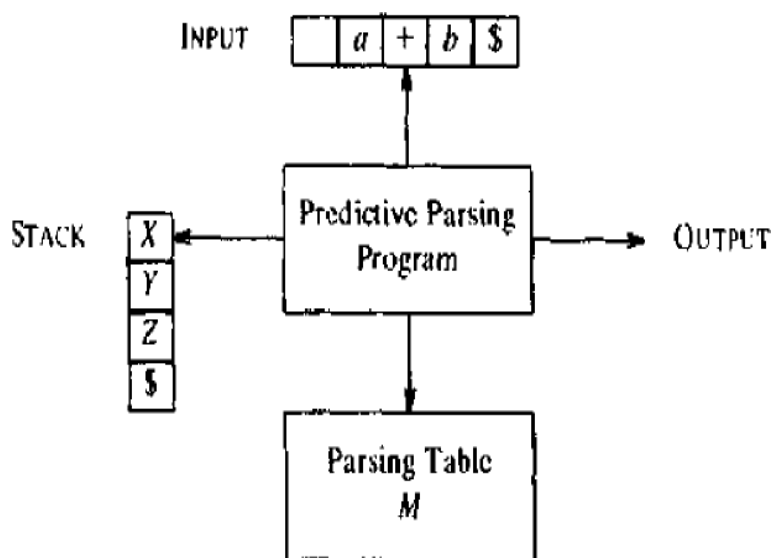 INPUT a + b $
Predictive Parsing
Program
STACK X
OUTPUT
Y
Z
$
Parsing Table
M